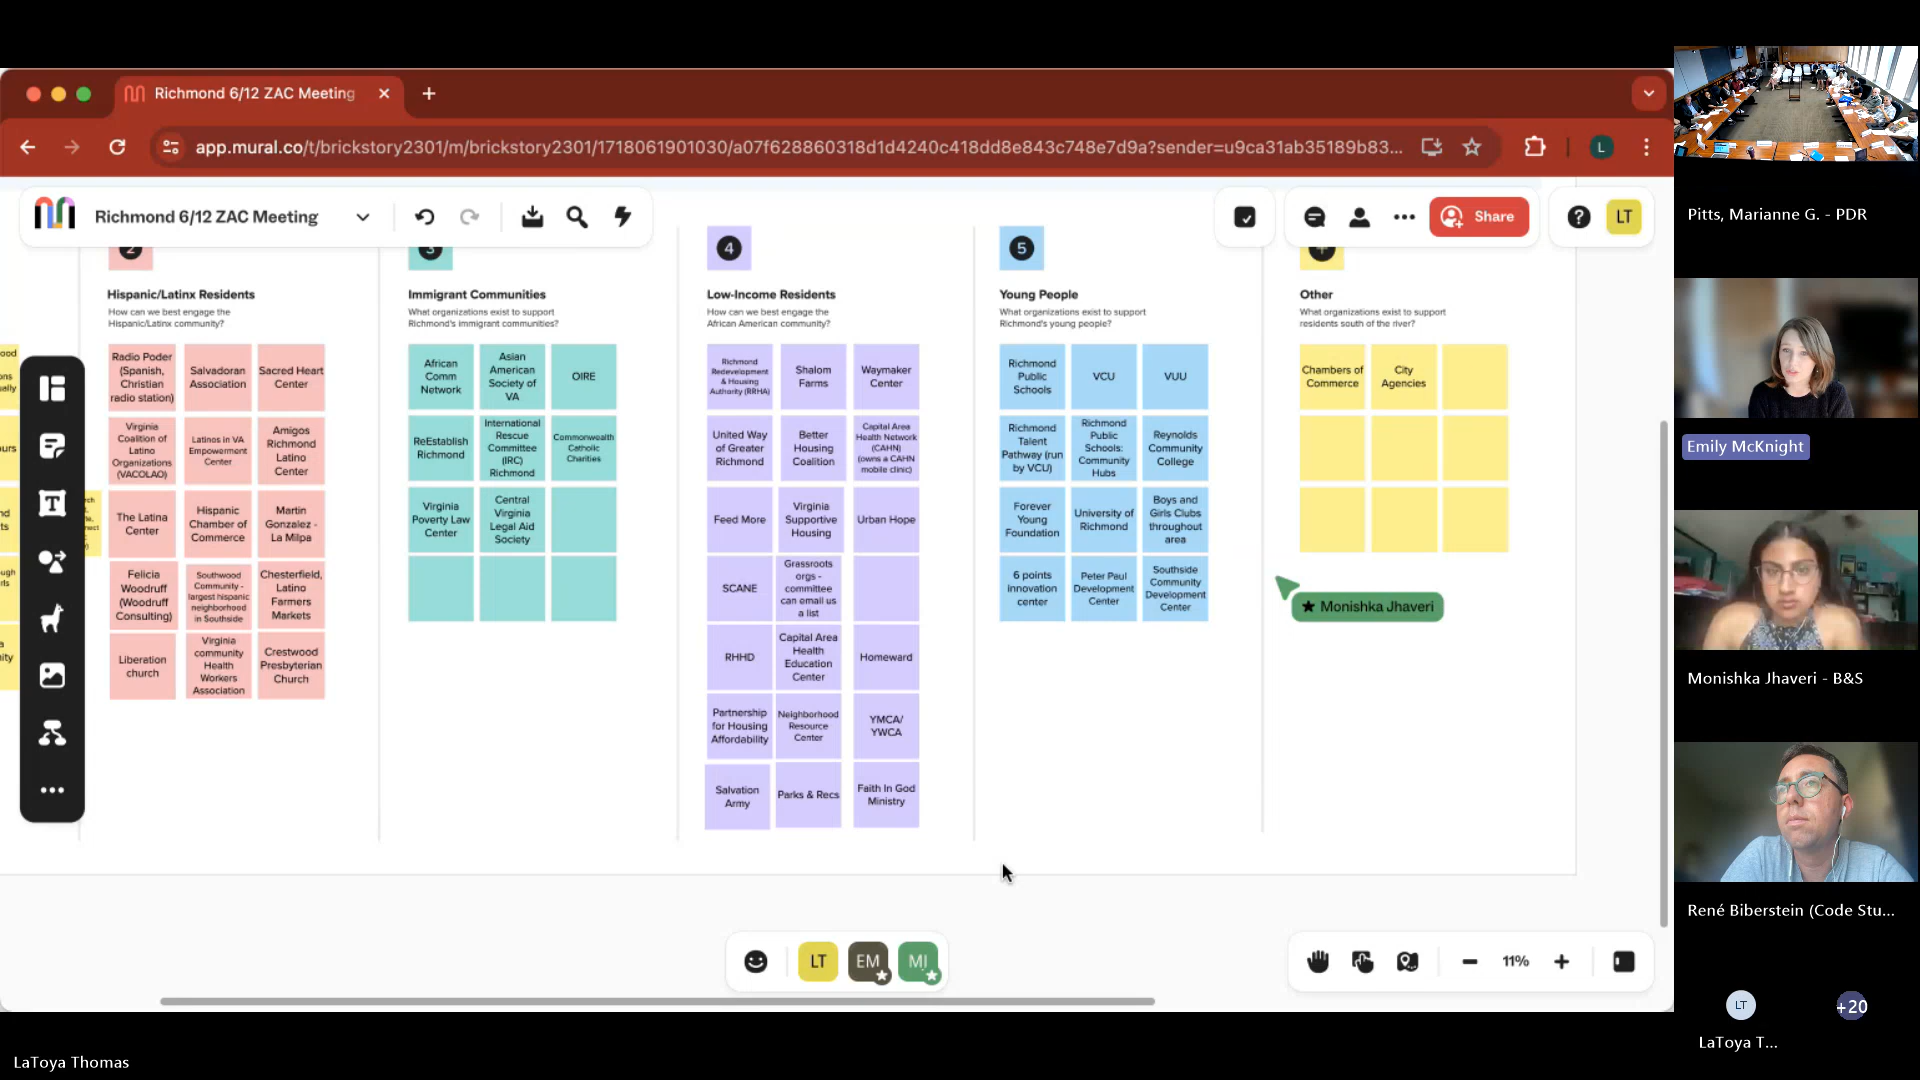 Richmond 6/12 ZAC Meeting
app.mural.co/t/brickstory2301/m/brickstory2301/1718061901030/a07f628860318d1d4240c418dd8e843c748e7d9a?sender=u9ca31ab35189b83...
L
Richmond 6/12 ZAC Meeting
Share
LT
2
Hispanic/Latinx Residents
How can we best engage the
Hispanic/Latinx community?
Radio Poder
(Spanish,
Christian
radio station)
Salvadoran
Association
Sacred Heart
Center
Virginia
Coalition of
Latino
Organizations
(VACOLAO)
Latinos in VA
Empowerment
Center
Amigos
Richmond
Latino
Center
The Latina
Center
Hispanic
Chamber of
Commerce
Martin
Gonzalez -
La Milpa
Felicia
Woodruff
(Woodruff
Consulting)
Southwood
Community -
largest hispanic
neighborhood
in Southside
Chesterfield,
Latino
Farmers
Markets
Liberation
church
Virginia
community
Health
Workers
Association
Crestwood
Presbyterian
Church
3
Immigrant Communities
What organizations exist to support
Richmond's immigrant communities?
African
Comm
Network
Asian
American
Society of
VA
OIRE
ReEstablish
Richmond
International
Rescue
Committee
(IRC)
Richmond
Commonwealth
Catholic
Charities
Virginia
Poverty Law
Center
Central
Virginia
Legal Aid
Society
4
Low-Income Residents
How can we best engage the
African American community?
Richmond
Redevelopment
& Housing
Authority (RRHA)
Shalom
Farms
Waymaker
Center
United Way
of Greater
Richmond
Better
Housing
Coalition
Capital Area
Health Network
(CAHN)
(owns a CAHN
mobile clinic)
Feed More
Virginia
Supportive
Housing
Urban Hope
SCANE
Grassroots
orgs -
committee
can email us
a list
RHHD
Capital Area
Health
Education
Center
Homeward
Partnership
for Housing
Affordability
Neighborhood
Resource
Center
YMCA/
YWCA
Salvation
Army
Parks & Recs
Faith In God
Ministry
5
Young People
What organizations exist to support
Richmond's young people?
Richmond
Public
Schools
VCU
VUU
Richmond
Talent
Pathway (run
by VCU)
Richmond
Public
Schools:
Community
Hubs
Reynolds
Community
College
Forever
Young
Foundation
University of
Richmond
Boys and
Girls Clubs
throughout
area
6 points
innovation
center
Peter Paul
Development
Center
Southside
Community
Development
Center
Other
What organizations exist to support
residents south of the river?
Chambers of
Commerce
City
Agencies
Monishka Jhaveri
LT
EM
MJ
11%
Pitts, Marianne G. - PDR
Emily McKnight
Monishka Jhaveri - B&S
René Biberstein (Code Stu...
LT
+20
LaToya T...
LaToya Thomas